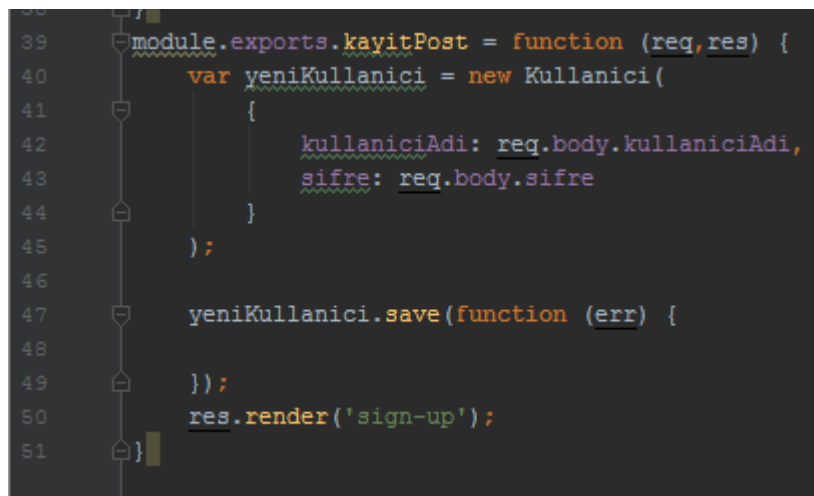 38 }
39 module.exports.kayitPost = function (req,res) {
40 var yeniKullanici = new Kullanici(
41 {
42 kullaniciAdi: req.body.kullaniciAdi,
43 sifre: req.body.sifre
44 }
45 );
46
47 yeniKullanici.save(function (err) {
48
49 });
50 res.render('sign-up');
51 }